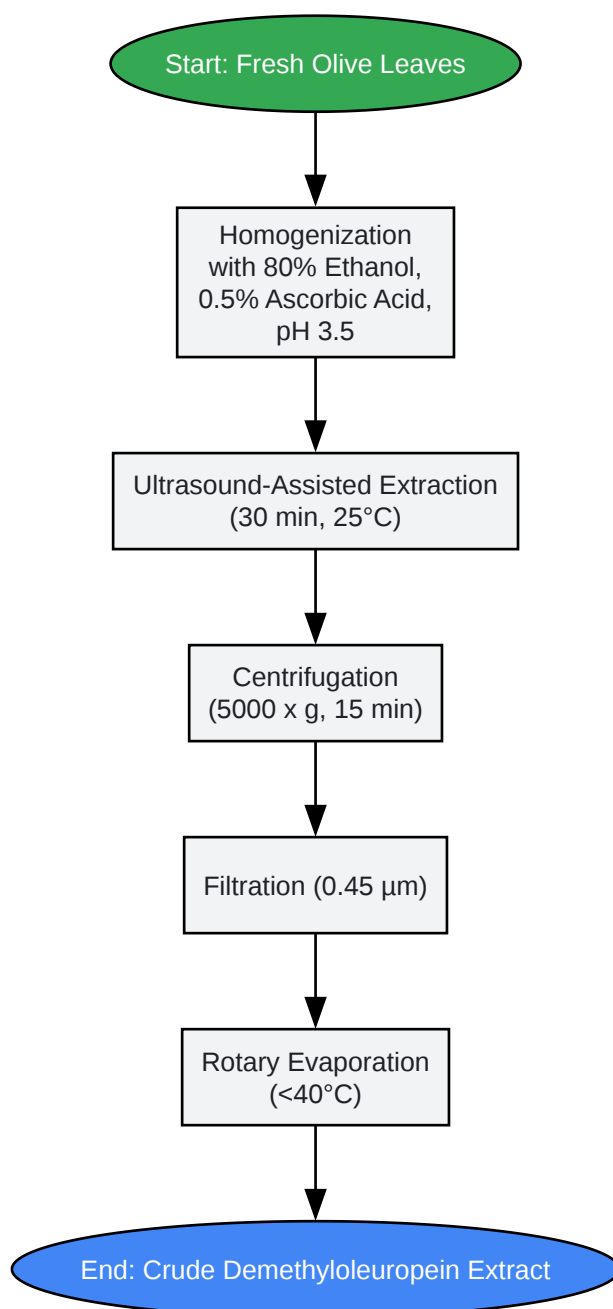 Start: Fresh Olive Leaves
Homogenization
with 80% Ethanol,
0.5% Ascorbic Acid,
pH 3.5
Ultrasound-Assisted Extraction
(30 min, 25°C)
Centrifugation
(5000 x g, 15 min)
Filtration (0.45 µm)
Rotary Evaporation
(<40°C)
End: Crude Demethyloleuropein Extract